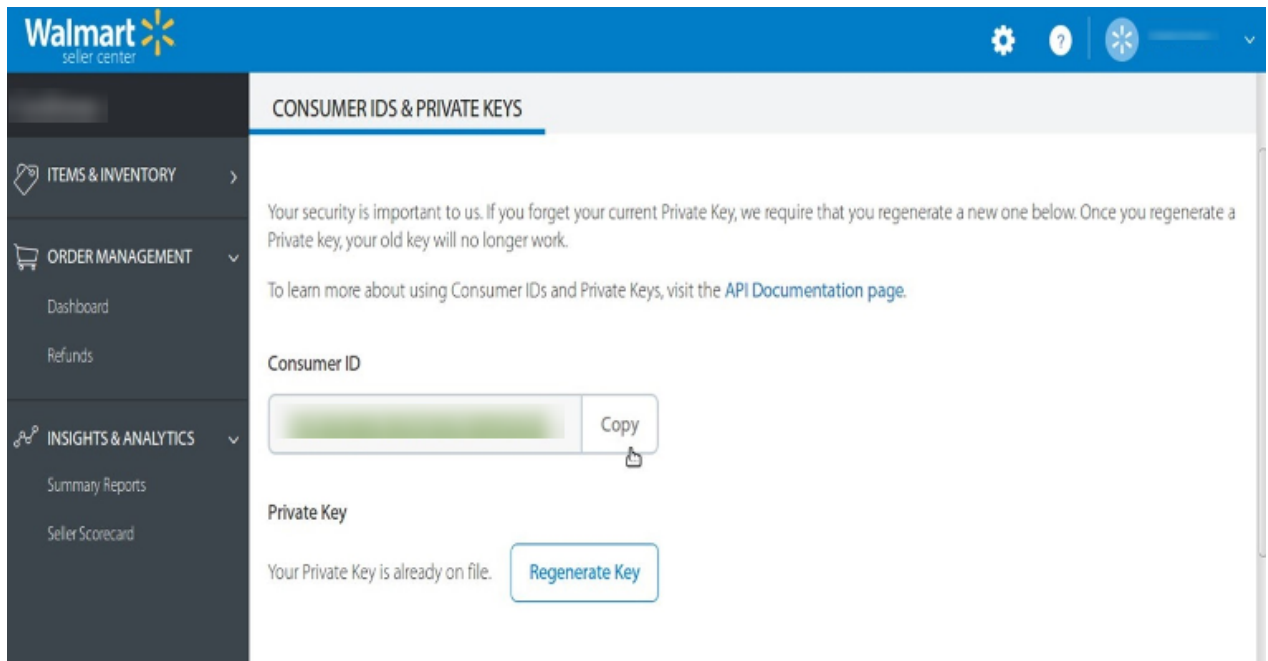 Walmart
seller center
?
CONSUMER IDS & PRIVATE KEYS
ITEMS & INVENTORY
ORDER MANAGEMENT
Dashboard
Refunds
INSIGHTS & ANALYTICS
Summary Reports
Seller Scorecard
Your security is important to us. If you forget your current Private Key, we require that you regenerate a new one below. Once you regenerate a
Private key, your old key will no longer work.
To learn more about using Consumer IDs and Private Keys, visit the API Documentation page.
Consumer ID
Copy
Private Key
Your Private Key is already on file. Regenerate Key